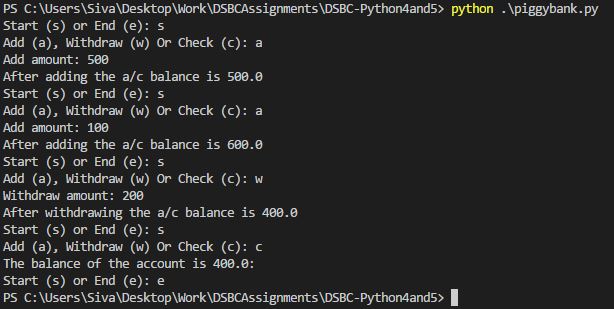 PS C:\Users\Siva\Desktop\Work\DSBCAssignments\DSBC-Python4and5> python .\piggybank.py
Start (s) or End (e): s
Add (a), Withdraw (w) Or Check (c): a
Add amount: 500
After adding the a/c balance is 500.0
Start (s) or End (e): s
Add (a), Withdraw (w) Or Check (c): a
Add amount: 100
After adding the a/c balance is 600.0
Start (s) or End (e): s
Add (a), Withdraw (w) Or Check (c): w
Withdraw amount: 200
After withdrawing the a/c balance is 400.0
Start (s) or End (e): s
Add (a), Withdraw (w) Or Check (c): c
The balance of the account is 400.0:
Start (s) or End (e): e
PS C:\Users\Siva\Desktop\Work\DSBCAssignments\DSBC-Python4and5>